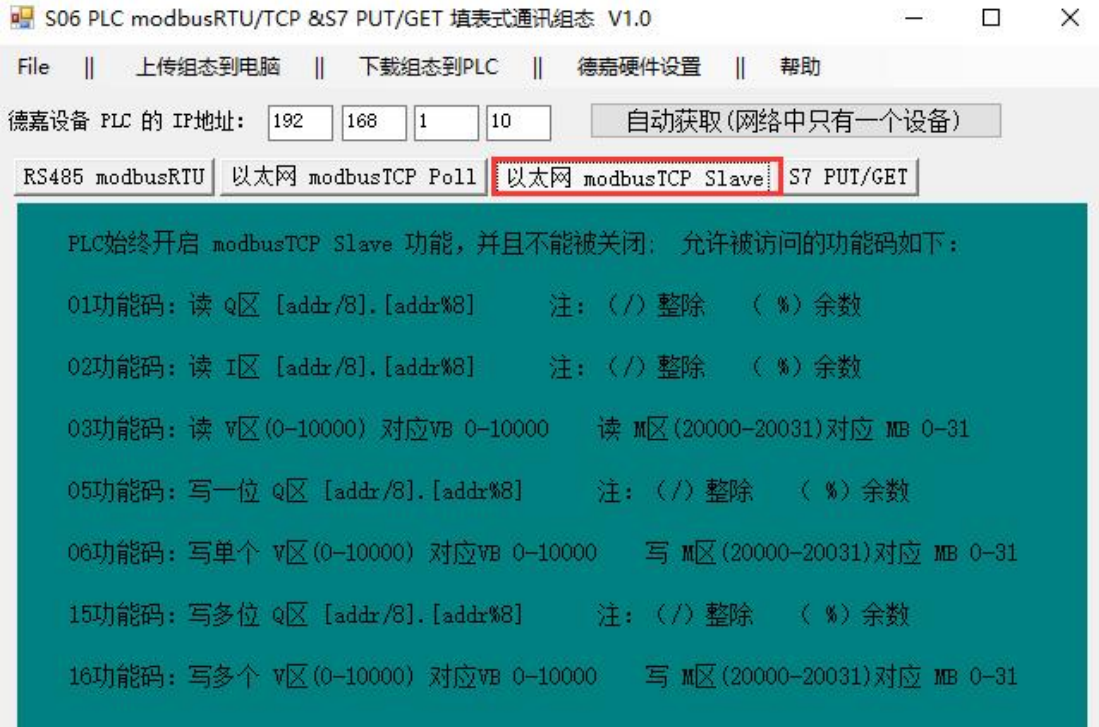 S06 PLC modbusRTU/TCP &S7 PUT/GET 填表式通讯组态 V1.0
File || 上传组态到电脑 || 下载组态到PLC || 德嘉硬件设置 || 帮助
德嘉设备 PLC 的 IP地址： 192 168 1 10 自动获取(网络中只有一个设备)
RS485 modbusRTU 以太网 modbusTCP Poll 以太网 modbusTCP Slave S7 PUT/GET
PLC始终开启 modbusTCP Slave 功能，并且不能被关闭； 允许被访问的功能码如下：
01功能码：读 Q区 [addr/8].[addr%8] 注：（/）整除 （ %）余数
02功能码：读 I区 [addr/8].[addr%8] 注：（/）整除 （ %）余数
03功能码：读 V区(0-10000) 对应VB 0-10000 读 M区(20000-20031)对应 MB 0-31
05功能码：写一位 Q区 [addr/8].[addr%8] 注：（/）整除 （ %）余数
06功能码：写单个 V区(0-10000) 对应VB 0-10000 写 M区(20000-20031)对应 MB 0-31
15功能码：写多位 Q区 [addr/8].[addr%8] 注：（/）整除 （ %）余数
16功能码：写多个 V区(0-10000) 对应VB 0-10000 写 M区(20000-20031)对应 MB 0-31